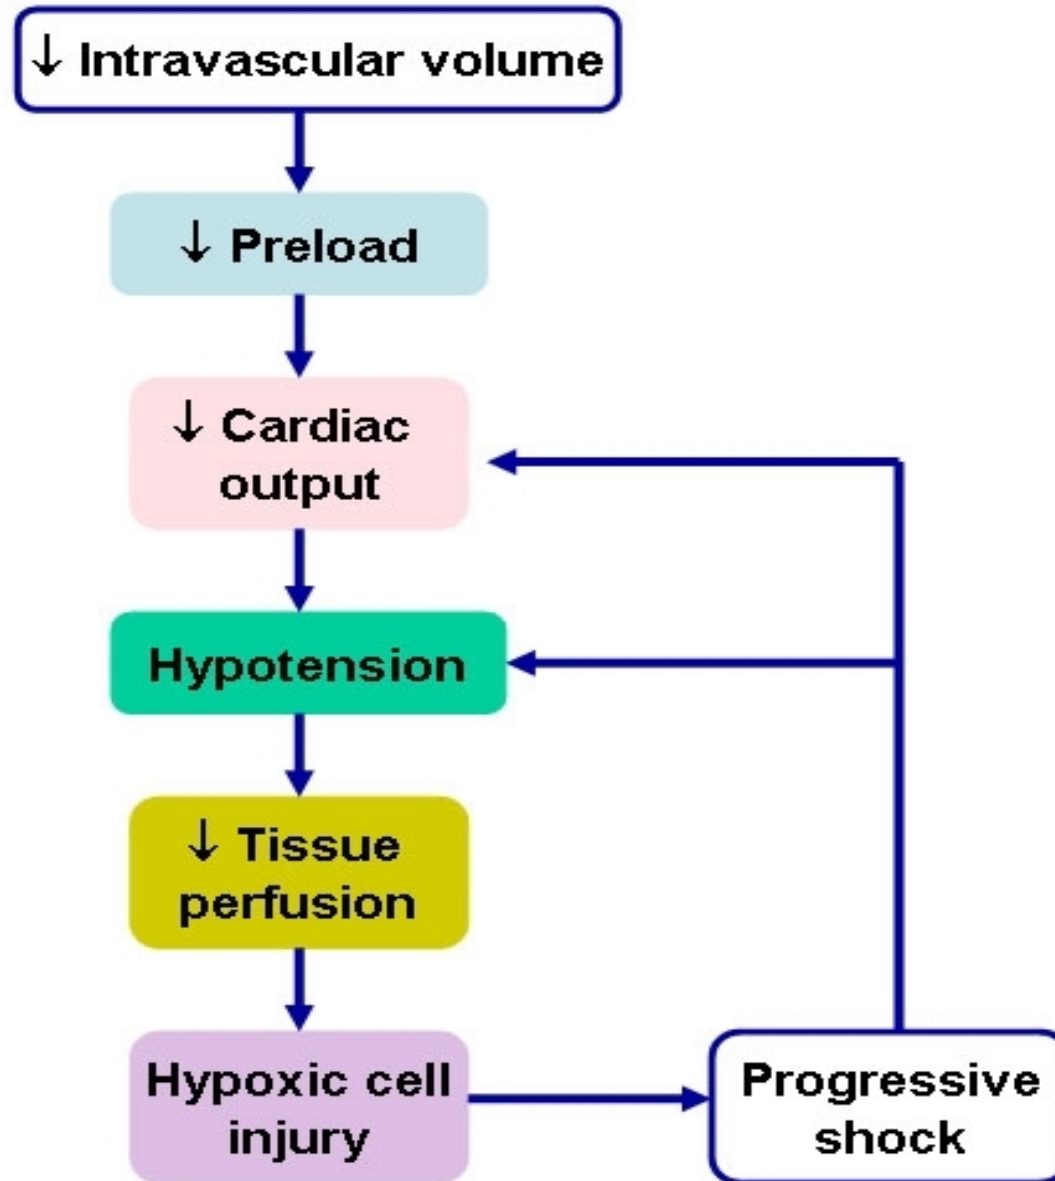 ↓ Intravascular volume
↓ Preload
↓ Cardiac
output
Hypotension
↓ Tissue
perfusion
Hypoxic cell
injury
Progressive
shock